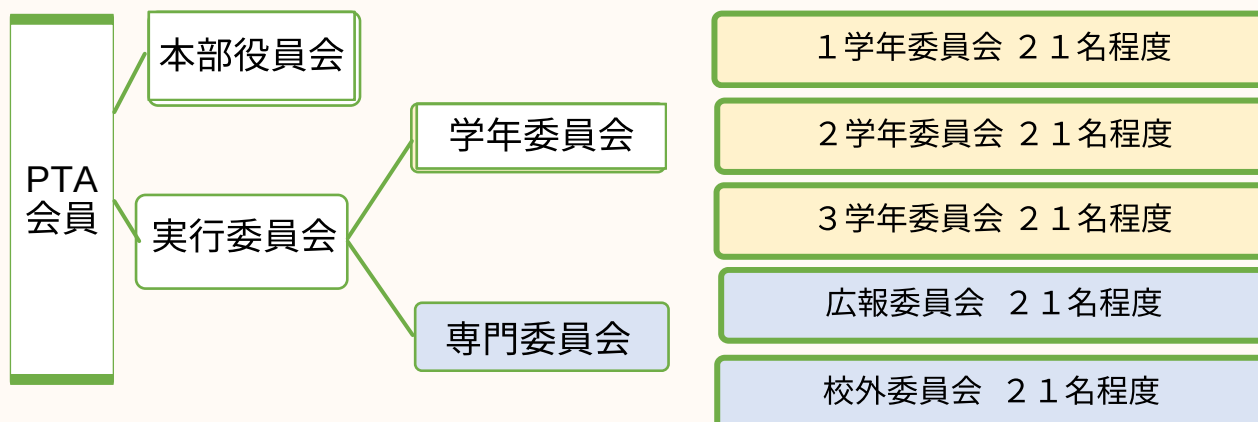 PTA
会員
本部役員会
実行委員会
学年委員会
専門委員会
１学年委員会 ２１名程度
２学年委員会 ２１名程度
３学年委員会 ２１名程度
広報委員会 ２１名程度
校外委員会 ２１名程度